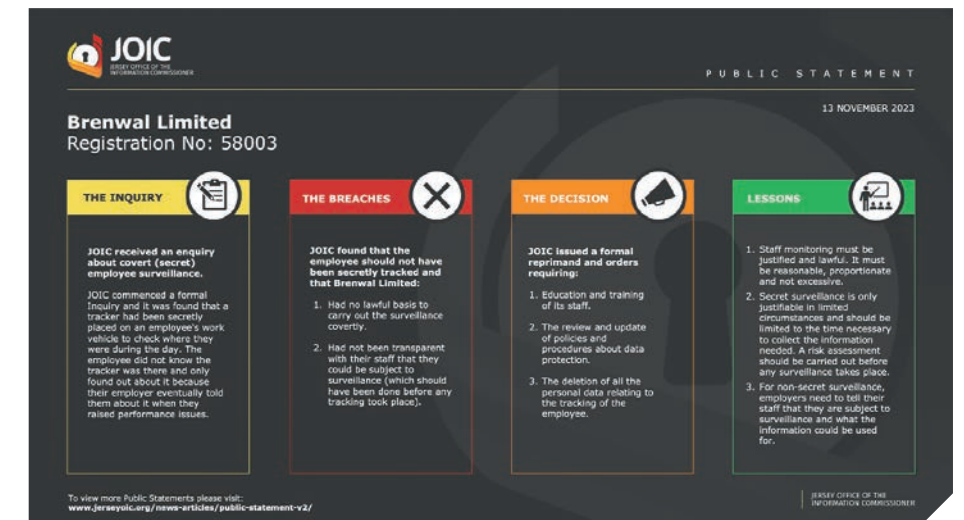 JOIC
JERSEY OFFICE OF THE
INFORMATION COMMISSIONER
PUBLIC STATEMENT
13 NOVEMBER 2023
Brenwal Limited
Registration No: 58003
THE INQUIRY
JOIC received an enquiry
about covert (secret)
employee surveillance.
JOIC commenced a formal
Inquiry and it was found that a
tracker had been secretly
placed on an employee's work
vehicle to check where they
were during the day. The
employee did not know the
tracker was there and only
found out about it because
their employer eventually told
them about it when they
raised performance issues.
THE BREACHES
JOIC found that the
employee should not have
been secretly tracked and
that Brenwal Limited:
1. Had no lawful basis to
carry out the surveillance
covertly.
2. Had not been transparent
with their staff that they
could be subject to
surveillance (which should
have been done before any
tracking took place).
THE DECISION
JOIC issued a formal
reprimand and orders
requiring:
1. Education and training
of its staff.
2. The review and update
of policies and
procedures about data
protection.
3. The deletion of all the
personal data relating to
the tracking of the
employee.
LESSONS
1. Staff monitoring must be
justified and lawful. It must
be reasonable, proportionate
and not excessive.
2. Secret surveillance is only
justifiable in limited
circumstances and should be
limited to the time necessary
to collect the information
needed. A risk assessment
should be carried out before
any surveillance takes place.
3. For non-secret surveillance,
employers need to tell their
staff that they are subject to
surveillance and what the
information could be used
for.
To view more Public Statements please visit:
www.jerseyoic.org/news-articles/public-statement-v2/
JERSEY OFFICE OF THE
INFORMATION COMMISSIONER